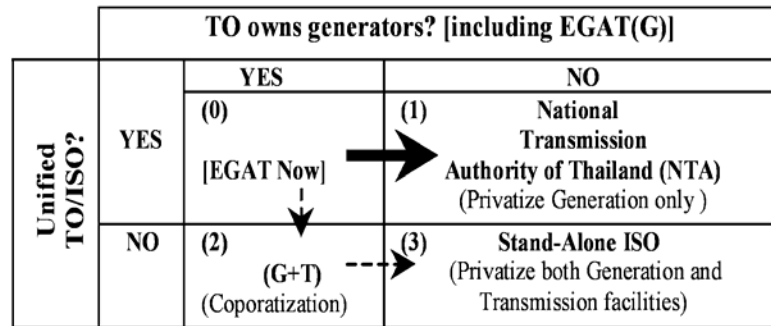 TO owns generators? [including EGAT(G)]
YES
NO
Unified
TO/ISO?
YES
(0)
[EGAT Now]
(1)
National
Transmission
Authority of Thailand (NTA)
(Privatize Generation only )
NO
(2)
(G+T)
(Coporatization)
(3)
Stand-Alone ISO
(Privatize both Generation and
Transmission facilities)